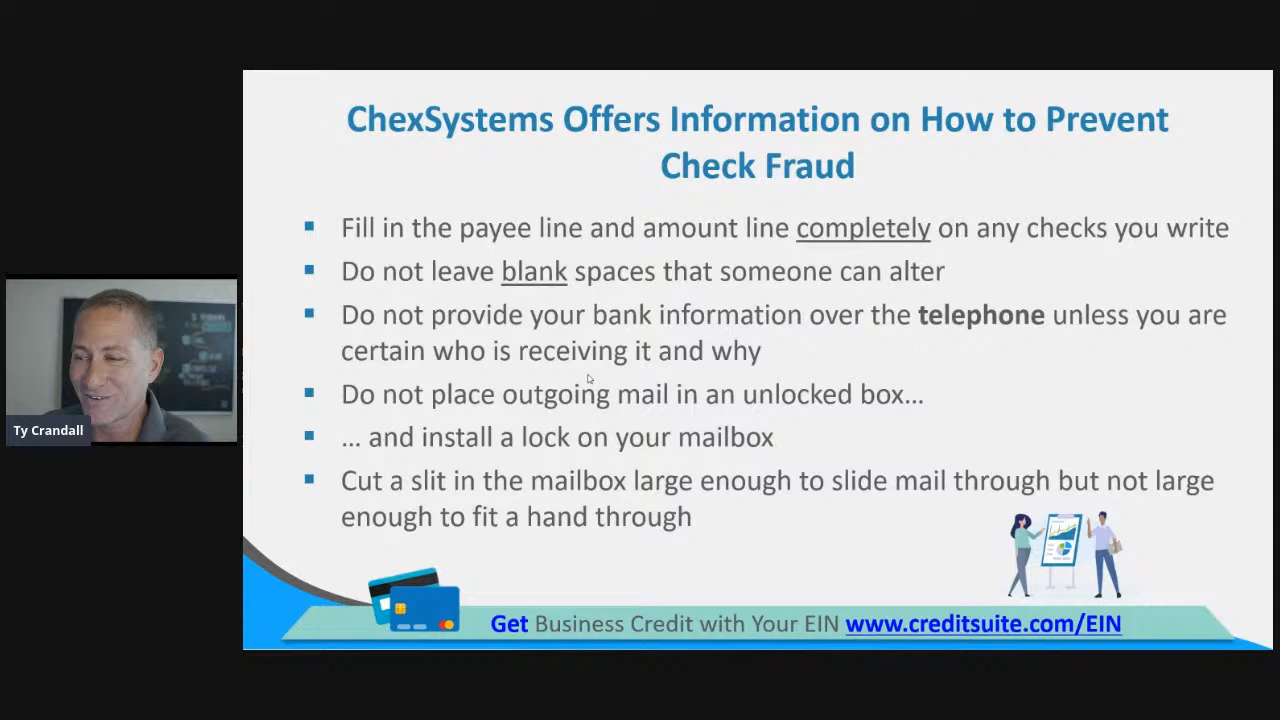 ChexSystems Offers Information on How to Prevent
Check Fraud
Fill in the payee line and amount line completely on any checks you write
Do not leave blank spaces that someone can alter
Do not provide your bank information over the telephone unless you are
certain who is receiving it and why
Do not place outgoing mail in an unlocked box…
… and install a lock on your mailbox
Cut a slit in the mailbox large enough to slide mail through but not large
enough to fit a hand through
Ty Crandall
Get Business Credit with Your EIN www.creditsuite.com/EIN